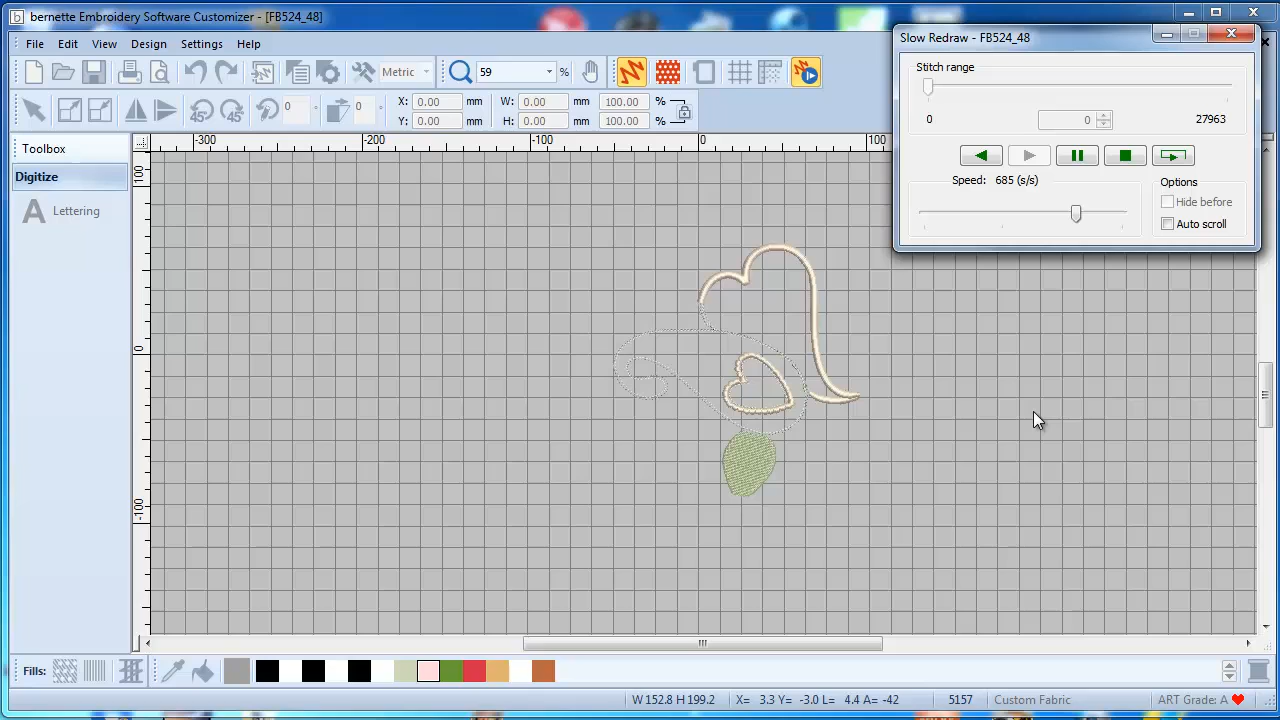 bernette Embroidery Software Customizer - [FB524_48]
File Edit View Design Settings Help
Slow Redraw - FB524_48
Stitch range
0 0 27963
Speed: 685 (s/s)
Options
Hide before
Auto scroll
Metric 59 %
45 45 0 ° 0 ° X: 0.00 mm W: 0.00 mm 100.00 %
Y: 0.00 mm H: 0.00 mm 100.00 %
-300 -200 -100 0 100
Toolbox
Digitize
A Lettering
100
0
-100
Fills:
W 152.8 H 199.2 X= 3.3 Y= -3.0 L= 4.4 A= -42 5157 Custom Fabric ART Grade: A